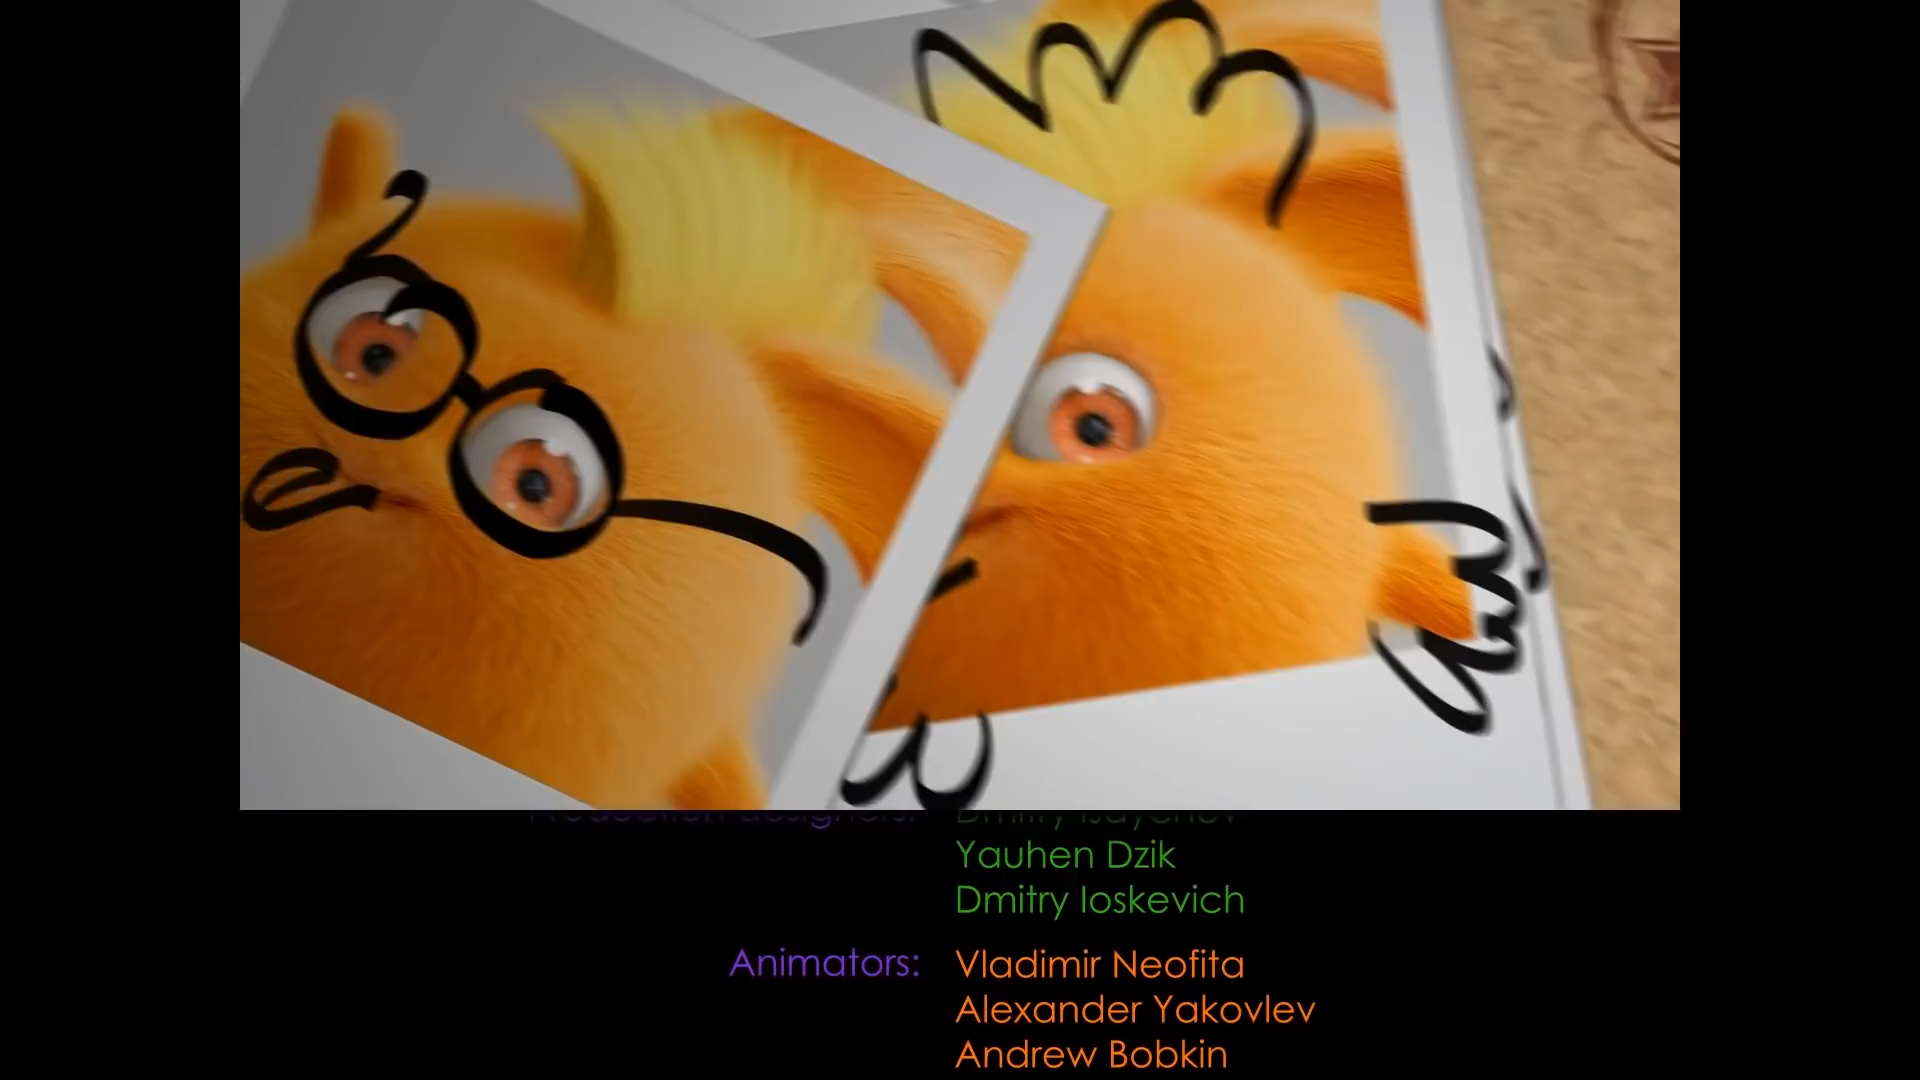 Yauhen Dzik
Dmitry Ioskevich
Animators: Vladimir Neofita
Alexander Yakovlev
Andrew Bobkin